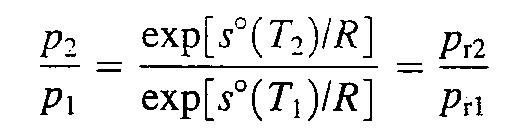 p₂/p₁ = exp[s°(T₂)/R] / exp[s°(T₁)/R] = pᵣ₂/pᵣ₁